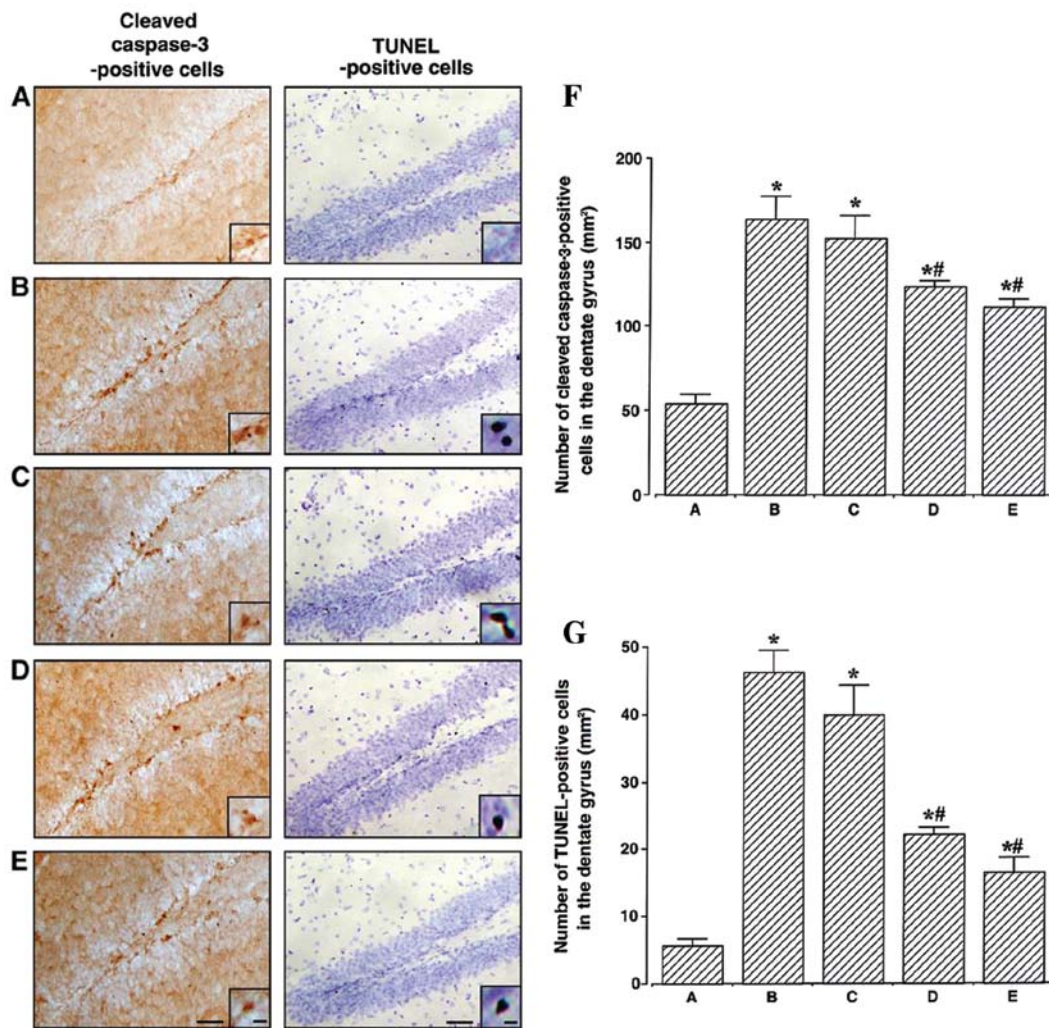 Cleaved
caspase-3
-positive cells
TUNEL
-positive cells
A
B
C
D
E
F
Number of cleaved caspase-3-positive
cells in the dentate gyrus (mm²)
200
150
100
50
0
*
*
*#
*#
A B C D E
G
Number of TUNEL-positive cells
in the dentate gyrus (mm²)
50
40
30
20
10
0
*
*
*#
*#
A B C D E